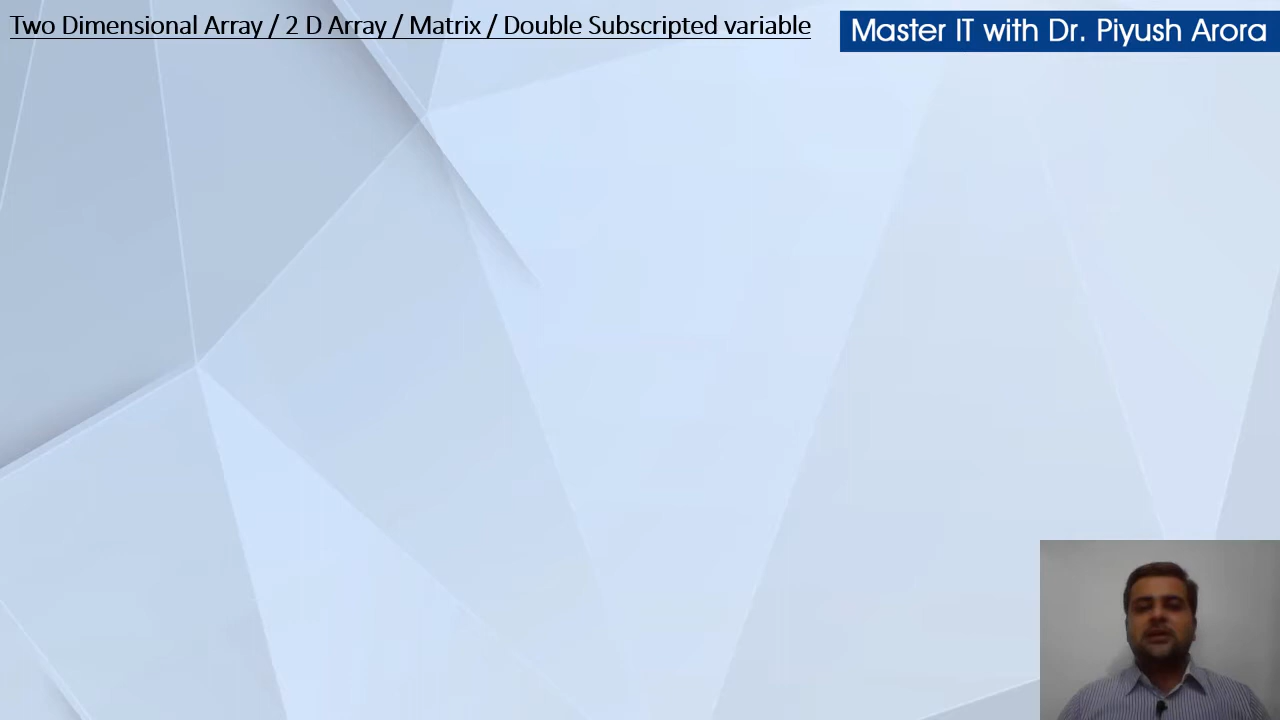 Two Dimensional Array / 2 D Array / Matrix / Double Subscripted variable
Master IT with Dr. Piyush Arora